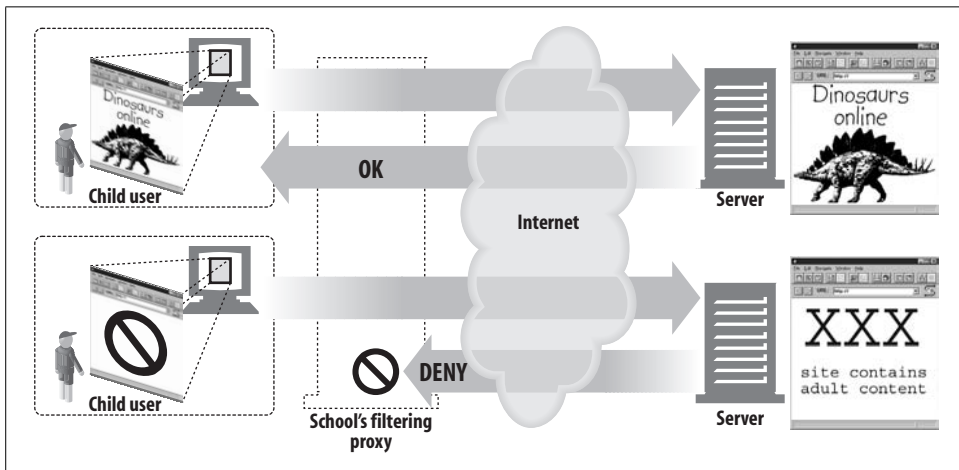 Dinosaurs
online
Child user
OK
Internet
Server
Dinosaurs
online
Child user
DENY
School's filtering
proxy
Server
XXX
site contains
adult content